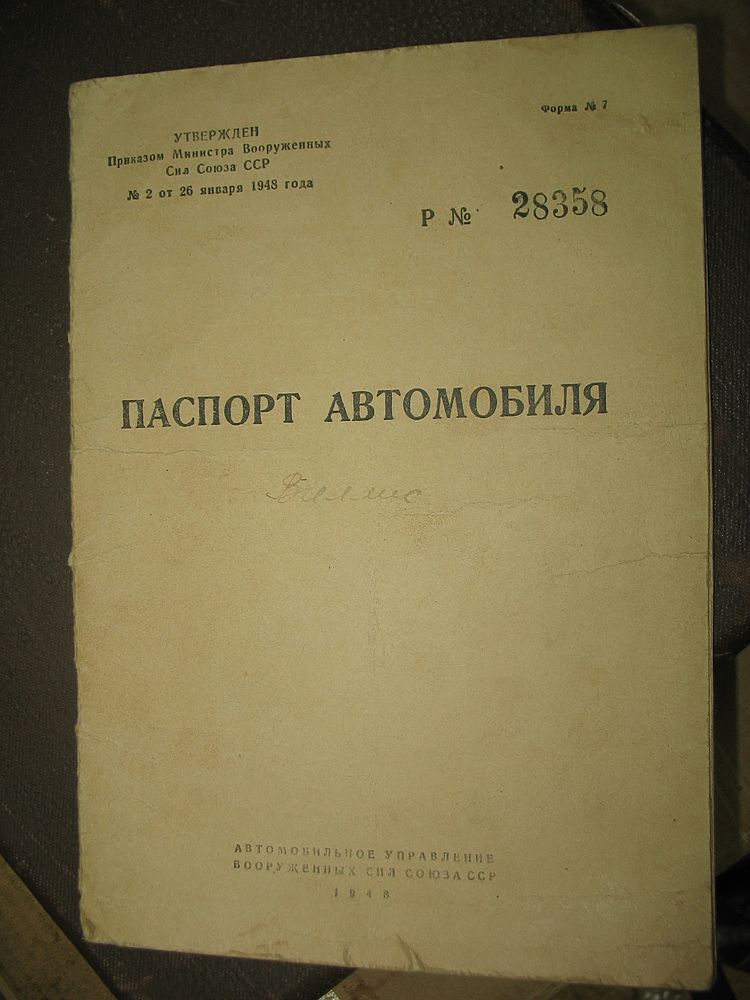 Форма № 7
УТВЕРЖДЕН
Приказом Министра Вооруженных
Сил Союза ССР
№ 2 от 26 января 1948 года
Р № 28358
ПАСПОРТ АВТОМОБИЛЯ
Виллис
АВТОМОБИЛЬНОЕ УПРАВЛЕНИЕ
ВООРУЖЕННЫХ СИЛ СОЮЗА ССР
1948